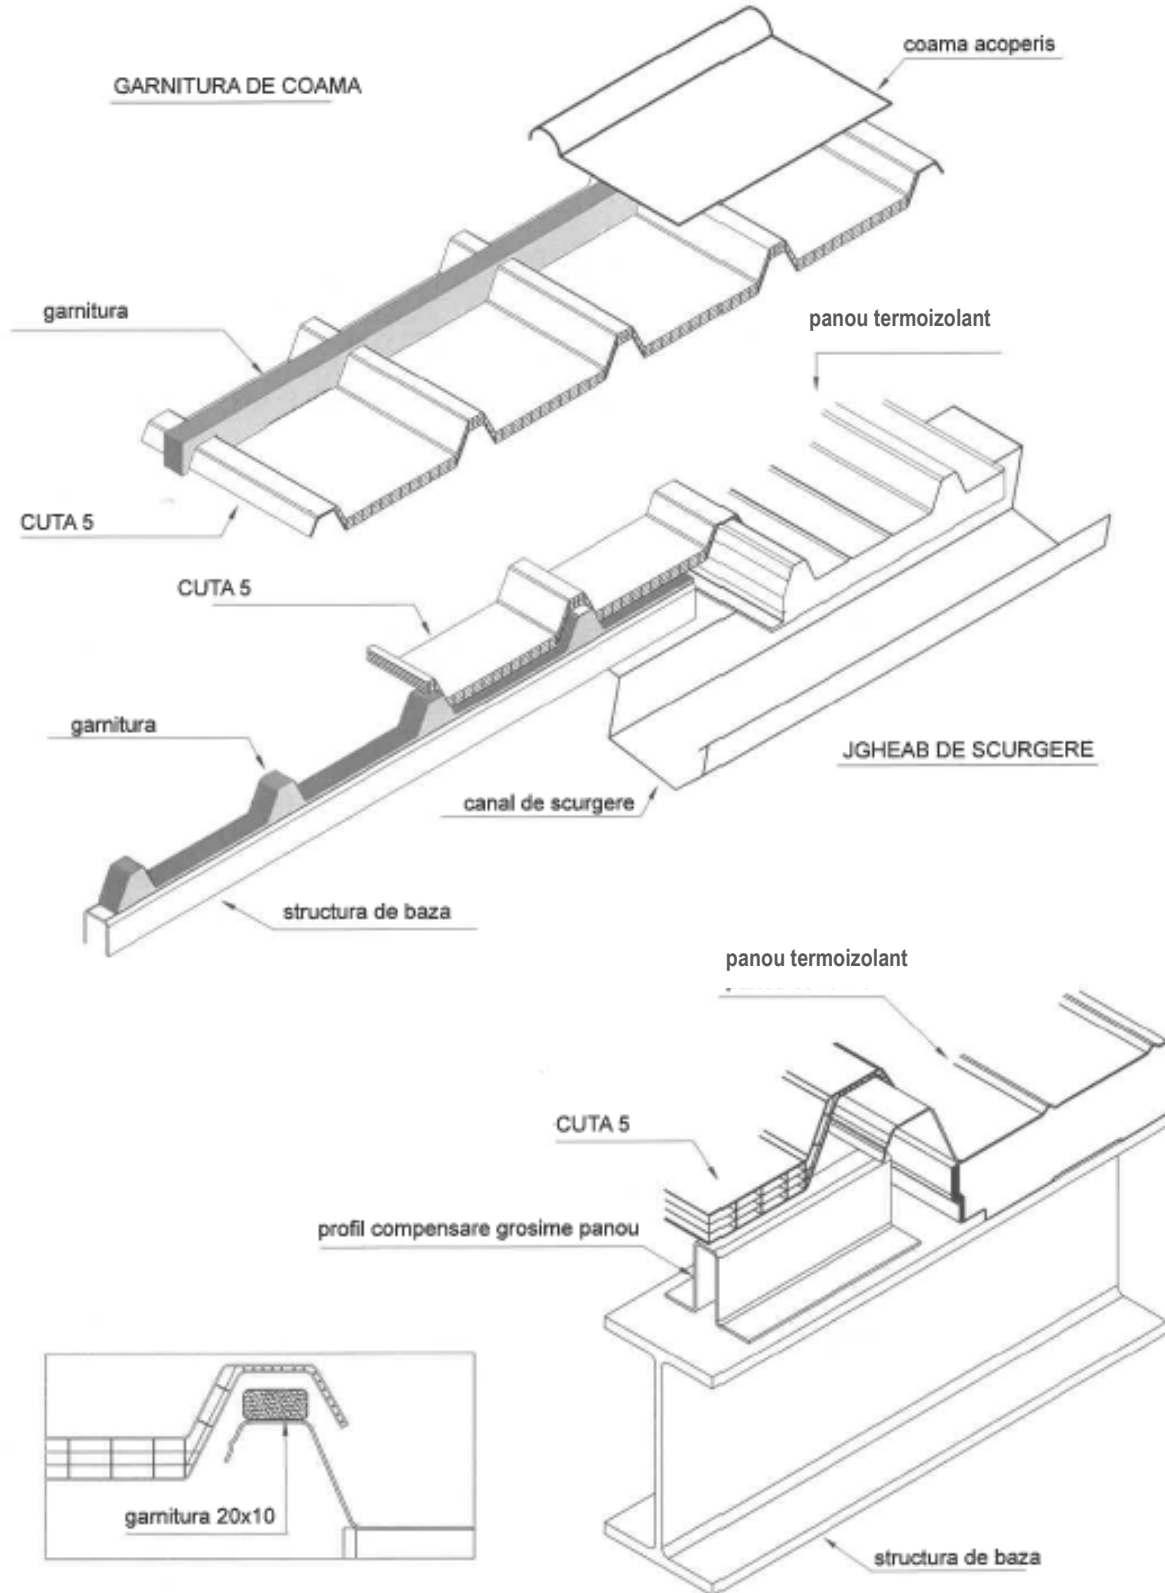 coama acoperis
GARNITURA DE COAMA
garnitura
panou termoizolant
CUTA 5
CUTA 5
garnitura
JGHEAB DE SCURGERE
canal de scurgere
structura de baza
panou termoizolant
CUTA 5
profil compensare grosime panou
garnitura 20x10
structura de baza